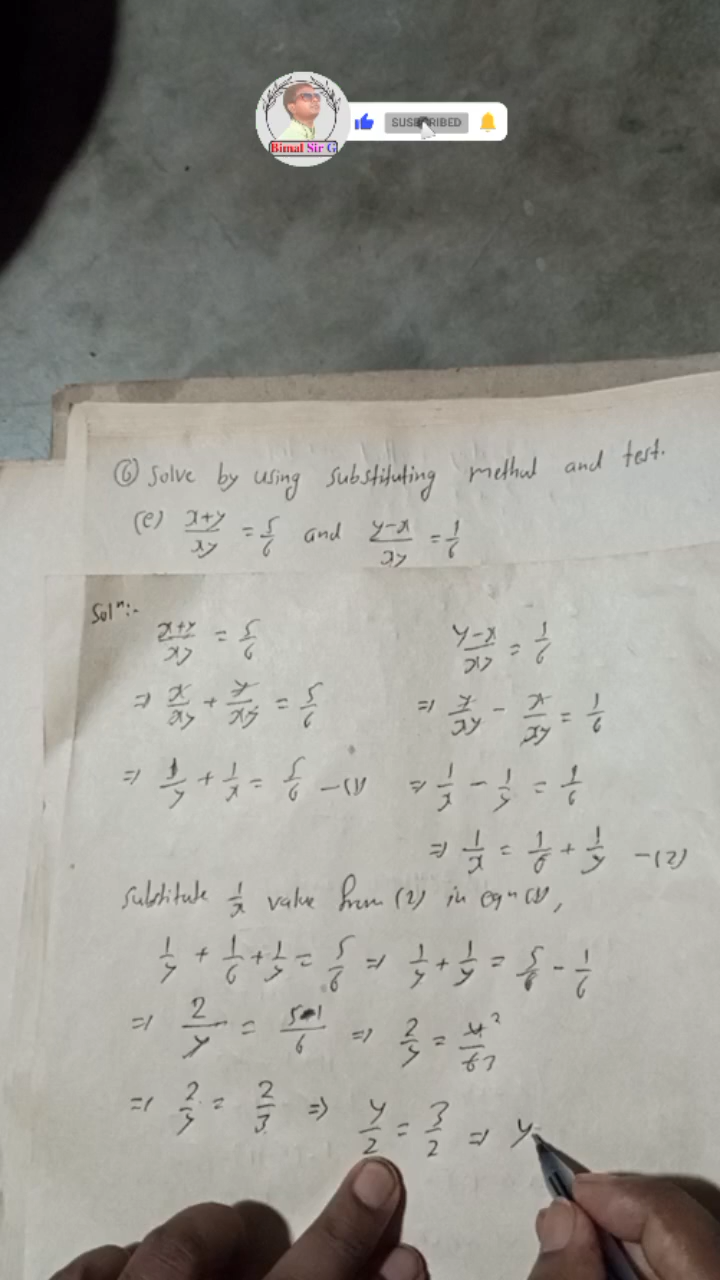 Bimal Sir G
SUBSCRIBED
(6) Solve by using substituting method and test.
(e) x+y/xy = 5/6 and y-x/xy = 1/6
Solⁿ:-
x+y/xy = 5/6 y-x/xy = 1/6
⇒ x/xy + y/xy = 5/6 ⇒ y/xy - x/xy = 1/6
⇒ 1/y + 1/x = 5/6 -(1) ⇒ 1/x - 1/y = 1/6
⇒ 1/x = 1/6 + 1/y -(2)
Substitute 1/x value from (2) in eqn (1),
1/y + 1/6 + 1/y = 5/6 ⇒ 1/y + 1/y = 5/6 - 1/6
⇒ 2/y = 5-1/6 ⇒ 2/y = 4²/6₃
⇒ 2/y = 2/3 ⇒ y/2 = 3/2 ⇒ y